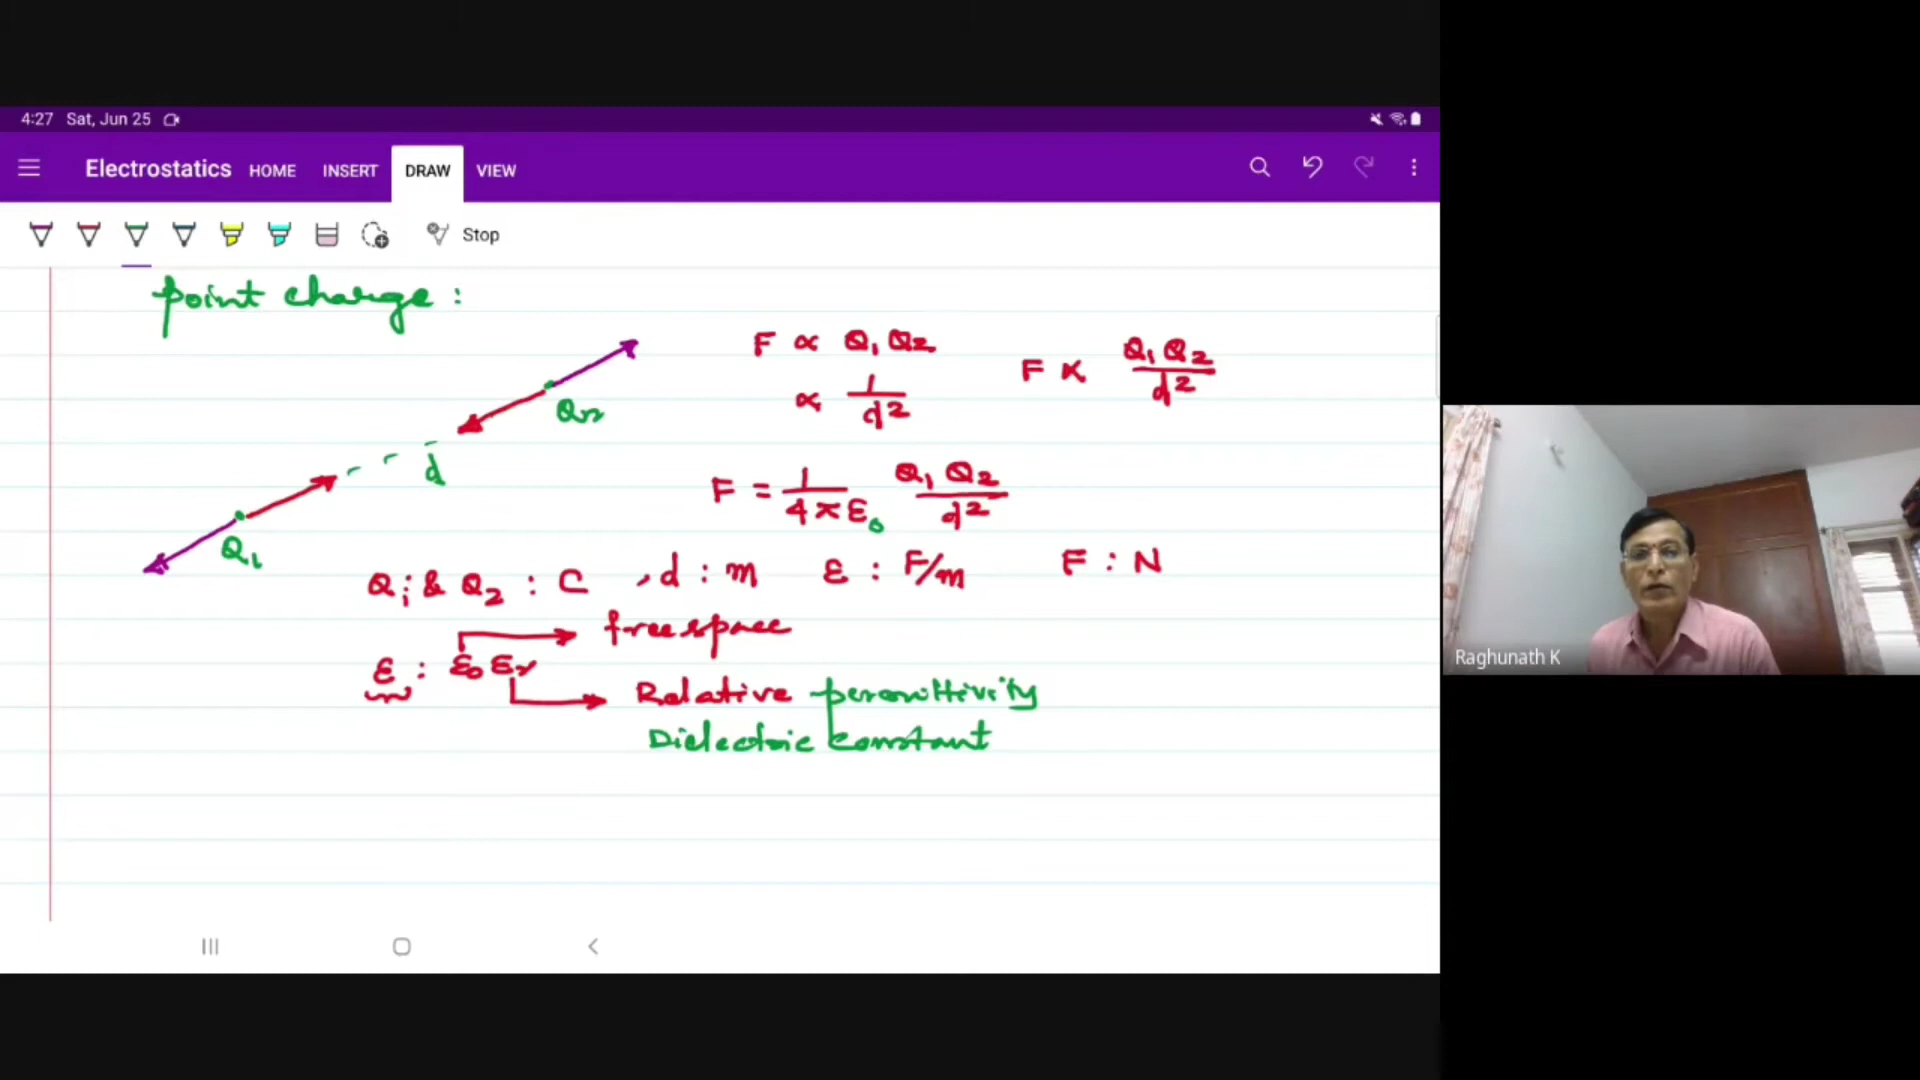 4:27 Sat, Jun 25
Electrostatics HOME INSERT DRAW VIEW
Stop
point charge :
F ∝ Q₁ Q₂
∝ 1/d²
F ∝ Q₁ Q₂/d²
Q₂
d
Q₁
F = 1/4πε₀ Q₁ Q₂/d²
Q₁ & Q₂ : C , d : m ε : F/m F : N
free space
ε : ε₀ εᵣ
Relative permittivity
Dielectric constant
Raghunath K